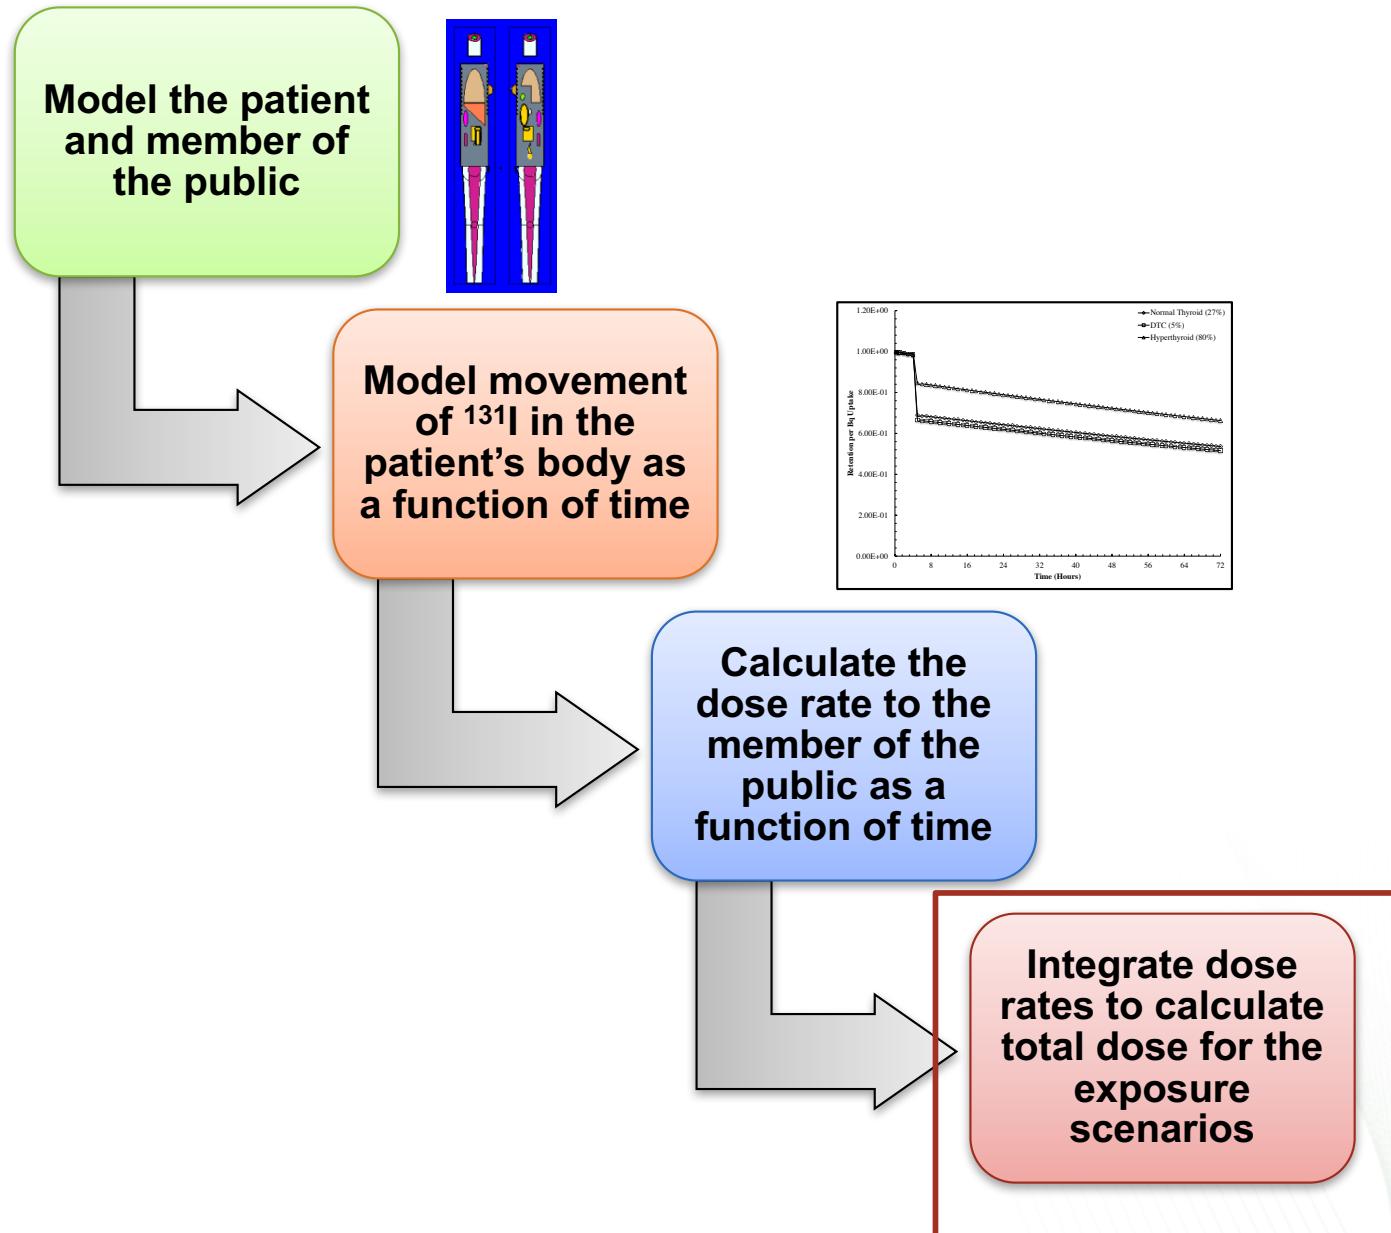 Model the patient
and member of
the public
Model movement
of ¹³¹I in the
patient’s body as
a function of time
1.20E+00
1.00E+00
8.00E-01
6.00E-01
4.00E-01
2.00E-01
0.00E+00
Retention per Bq Uptake
Normal Thyroid (27%)
DTC (5%)
Hyperthyroid (80%)
0 8 16 24 32 40 48 56 64 72
Time (Hours)
Calculate the
dose rate to the
member of the
public as a
function of time
Integrate dose
rates to calculate
total dose for the
exposure
scenarios